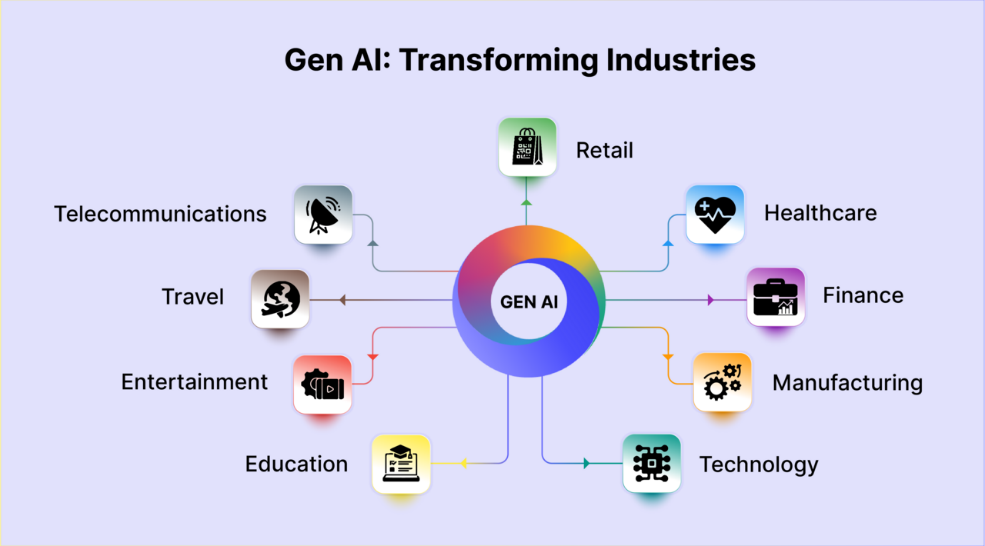 Gen AI: Transforming Industries
Retail
Telecommunications
Healthcare
Travel
GEN AI
Finance
Entertainment
Manufacturing
Education
Technology